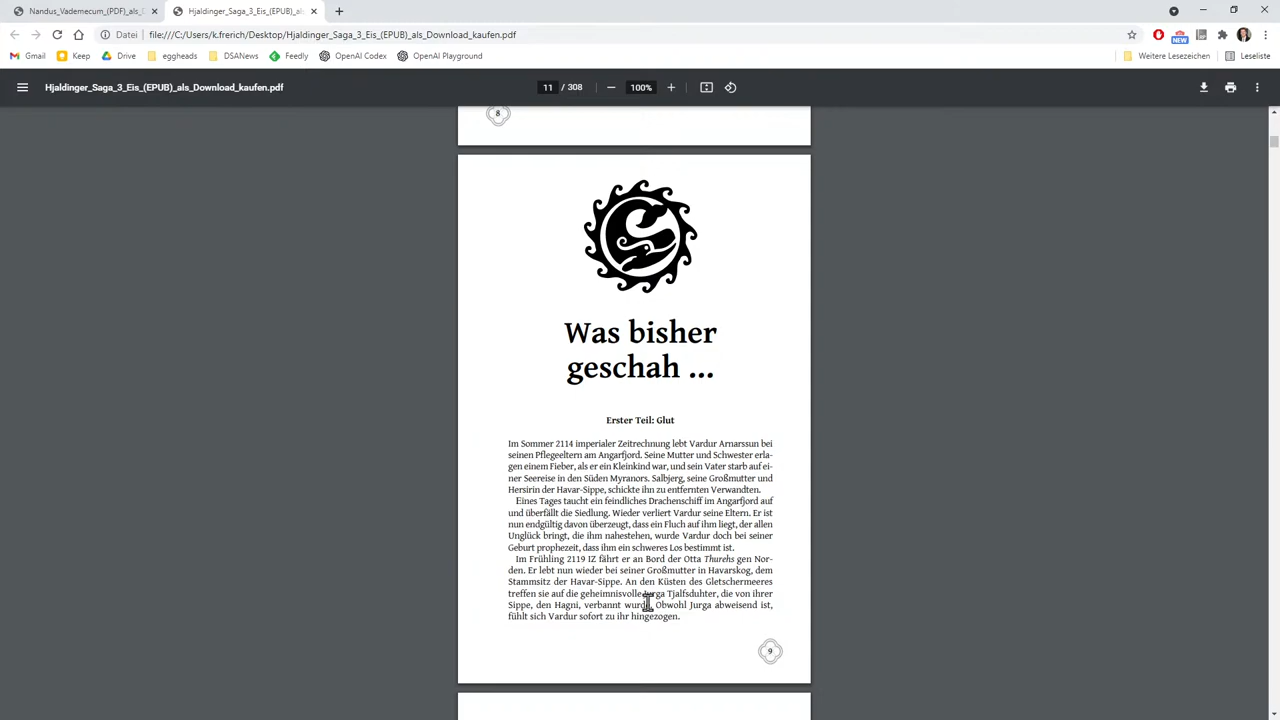 Nandus_Vademecum_(PDF)_als_D
Hjaldinger_Saga_3_Eis_(EPUB)_als
Datei
file:///C:/Users/k.frerich/Desktop/Hjaldinger_Saga_3_Eis_(EPUB)_als_Download_kaufen.pdf
NEW
Gmail
Keep
Drive
eggheads
DSANews
Feedly
OpenAI Codex
OpenAI Playground
Weitere Lesezeichen
Leseliste
Hjaldinger_Saga_3_Eis_(EPUB)_als_Download_kaufen.pdf
11 / 308
100%
8
Was bisher
geschah ...
Erster Teil: Glut
Im Sommer 2114 imperialer Zeitrechnung lebt Vardur Arnarssun bei
seinen Pflegeeltern am Angarfjord. Seine Mutter und Schwester erla-
gen einem Fieber, als er ein Kleinkind war, und sein Vater starb auf ei-
ner Seereise in den Süden Myranors. Salbjerg, seine Großmutter und
Hersirin der Havar-Sippe, schickte ihn zu entfernten Verwandten.
Eines Tages taucht ein feindliches Drachenschiff im Angarfjord auf
und überfällt die Siedlung. Wieder verliert Vardur seine Eltern. Er ist
nun endgültig davon überzeugt, dass ein Fluch auf ihm liegt, der allen
Unglück bringt, die ihm nahestehen, wurde Vardur doch bei seiner
Geburt prophezeit, dass ihm ein schweres Los bestimmt ist.
Im Frühling 2119 IZ fährt er an Bord der Otta Thurehs gen Nor-
den. Er lebt nun wieder bei seiner Großmutter in Havarskog, dem
Stammsitz der Havar-Sippe. An den Küsten des Gletschermeeres
treffen sie auf die geheimnisvolle Jurga Tjalfsduhter, die von ihrer
Sippe, den Hagni, verbannt wurde. Obwohl Jurga abweisend ist,
fühlt sich Vardur sofort zu ihr hingezogen.
9